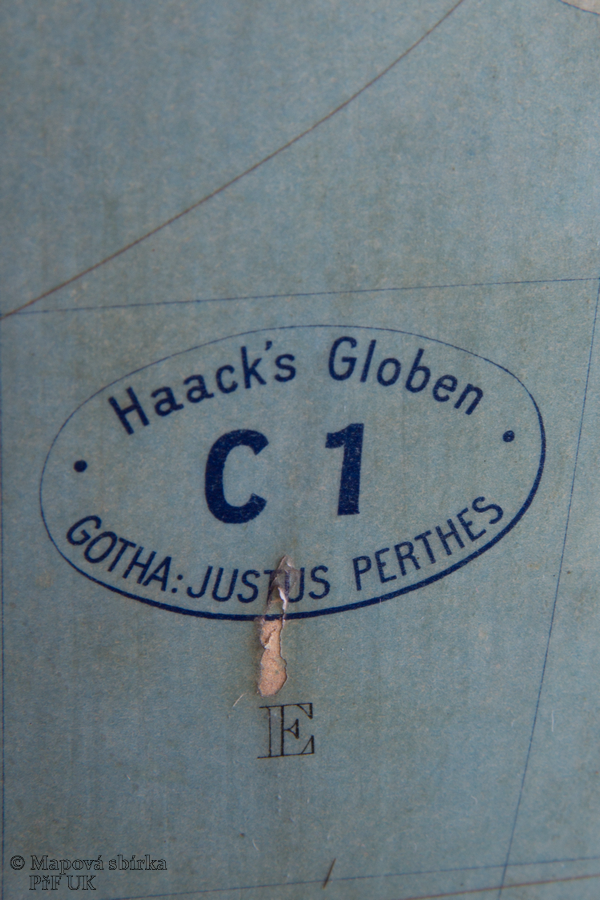 Haack's Globen
C 1
GOTHA: JUSTUS PERTHES
E
© Mapová sbírka
PřF UK